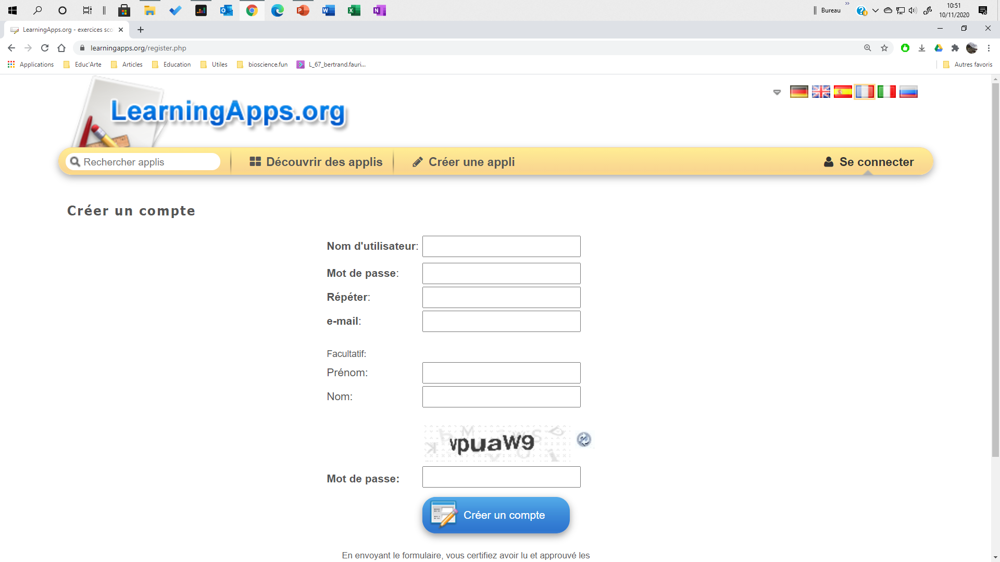 Bureau
»
10:51
10/11/2020
LearningApps.org - exercices sco
learningapps.org/register.php
Applications
Educ'Arte
Articles
Education
Utiles
bioscience.fun
L_67_bertrand.fauri...
Autres favoris
LearningApps.org
Rechercher applis
Découvrir des applis
Créer une appli
Se connecter
Créer un compte
Nom d'utilisateur:
Mot de passe:
Répéter:
e-mail:
Facultatif:
Prénom:
Nom:
vpuaW9
Mot de passe:
Créer un compte
En envoyant le formulaire, vous certifiez avoir lu et approuvé les